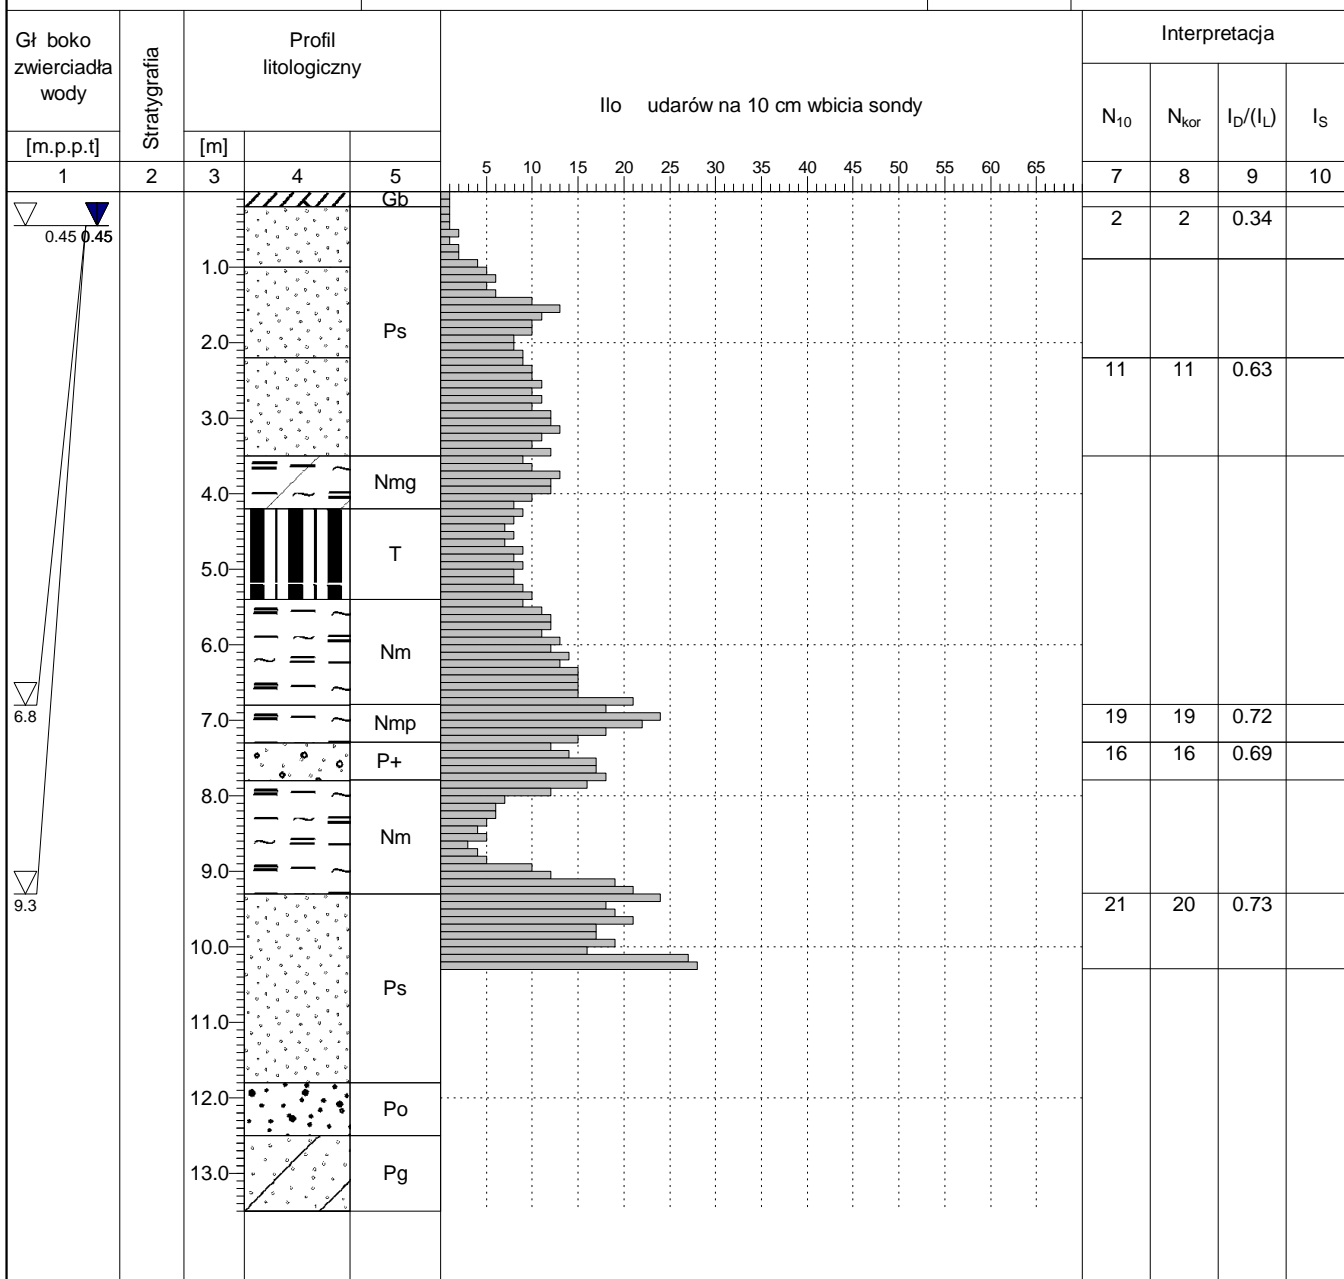 Gł boko
zwierciadła
wody
[m.p.p.t]
1
Stratygrafia
2
Profil
litologiczny
[m]
3
4
5
Ilo udarów na 10 cm wbicia sondy
5 10 15 20 25 30 35 40 45 50 55 60 65
Interpretacja
N10 Nkor ID/(IL) IS
7 8 9 10
Gb
0.45 0.45
2 2 0.34
1.0
Ps
2.0
11 11 0.63
3.0
Nmg
4.0
T
5.0
6.0
Nm
6.8
7.0
Nmp
19 19 0.72
P+
16 16 0.69
8.0
Nm
9.0
9.3
21 20 0.73
10.0
Ps
11.0
12.0
Po
13.0
Pg